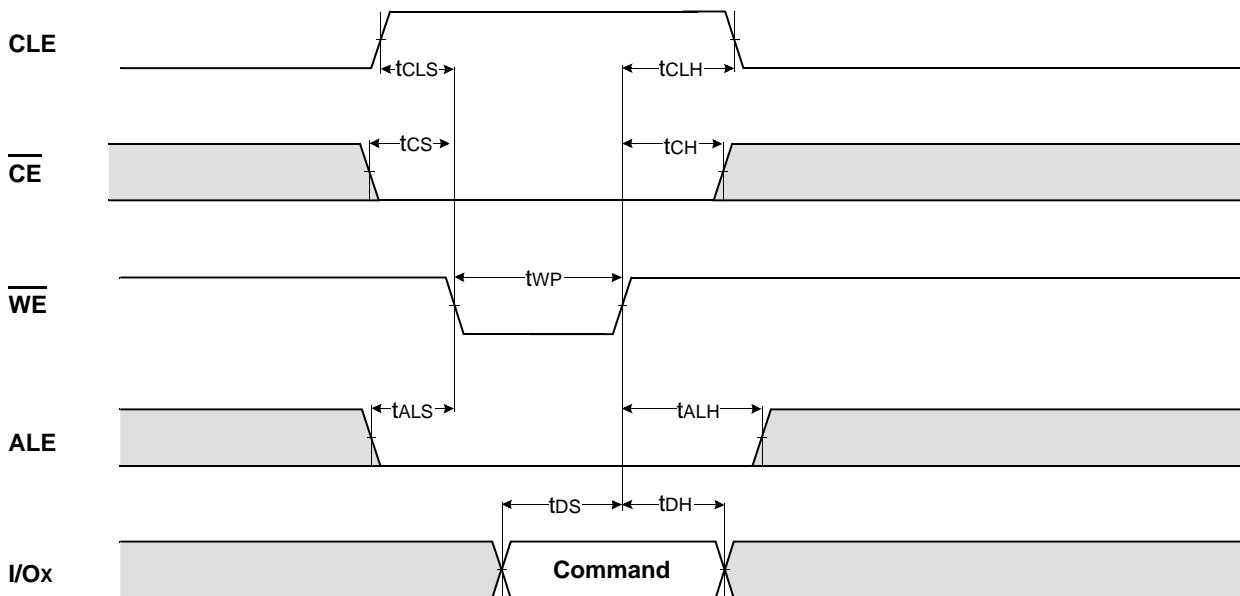 CLE
tCLS
tCLH
CE
tCS
tCH
WE
tWP
ALE
tALS
tALH
tDS
tDH
I/Ox
Command